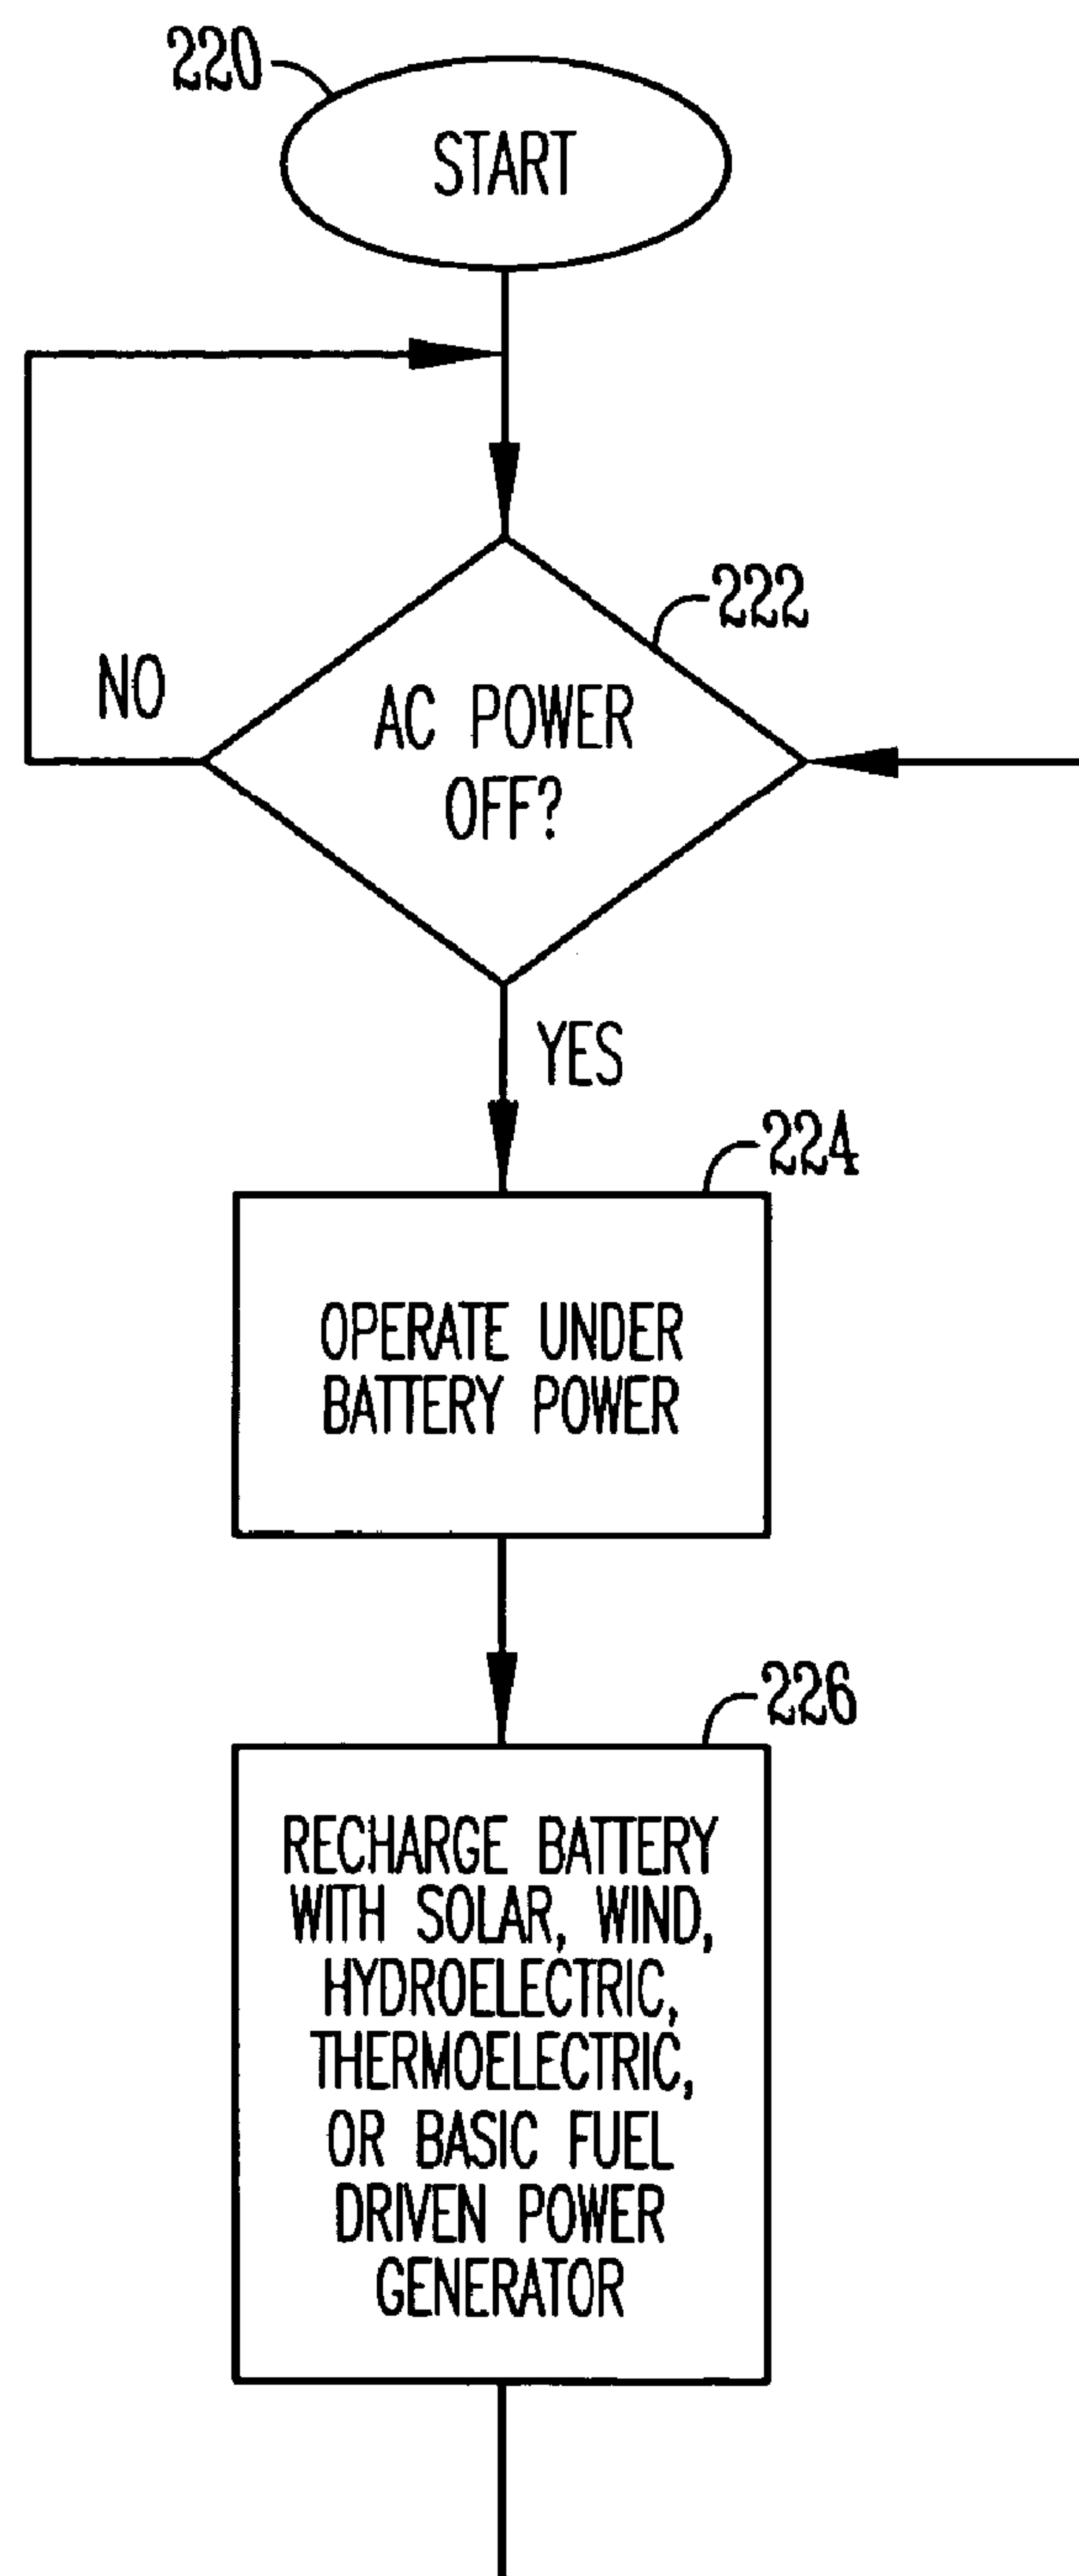 220
START
222
NO
AC POWER
OFF?
YES
224
OPERATE UNDER
BATTERY POWER
226
RECHARGE BATTERY
WITH SOLAR, WIND,
HYDROELECTRIC,
THERMOELECTRIC,
OR BASIC FUEL
DRIVEN POWER
GENERATOR